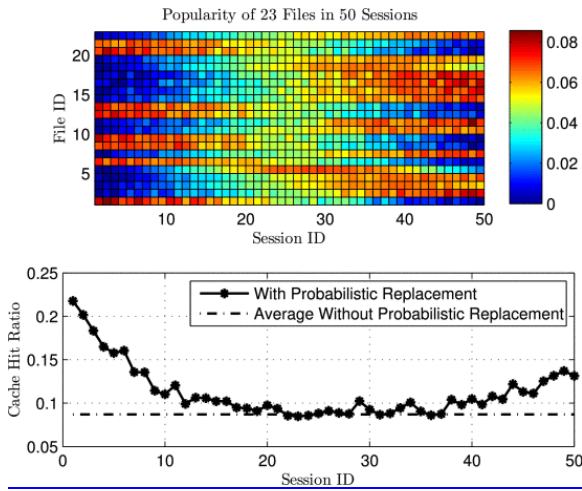 Popularity of 23 Files in 50 Sessions
20
15
10
5
File ID
10 20 30 40 50
Session ID
0.08
0.06
0.04
0.02
0
0.25
0.2
0.15
0.1
0.05
Cache Hit Ratio
With Probabilistic Replacement
Average Without Probabilistic Replacement
0 10 20 30 40 50
Session ID